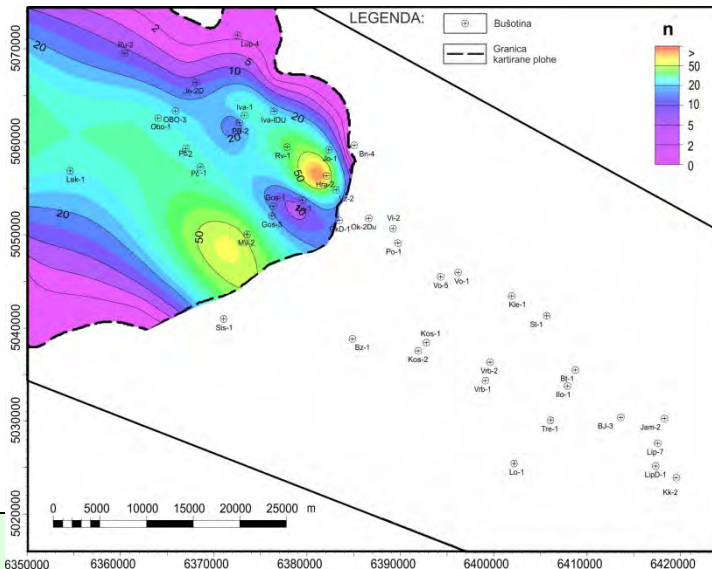 LEGENDA:
Bušotina
Granica
kartirane plohe
n
>
50
20
10
5
2
0
5070000
5060000
5050000
5040000
5030000
5020000
6350000
6360000
6370000
6380000
6390000
6400000
6410000
6420000
0
5000
10000
15000
20000
25000
m
2
5
10
20
20
20
20
50
50
Ru-2
Lup-4
Je-2D
Iva-1
OBO-3
Obo-1
Iva-IDU
Pb-2
Rv-1
Jo-1
Bn-4
Pc-1
Lek-1
Hra-2
Gos-1
Gos-3
MV-2
OkD-1
Ok-2Du
VI-2
Po-1
Vo-5
Vo-1
Sis-1
Kle-1
Sl-1
Bz-1
Kos-1
Kos-2
Vrb-2
Vrb-1
Bt-1
Ilo-1
Tre-1
BJ-3
Jam-2
Lip-7
LipD-1
Lo-1
Kk-2